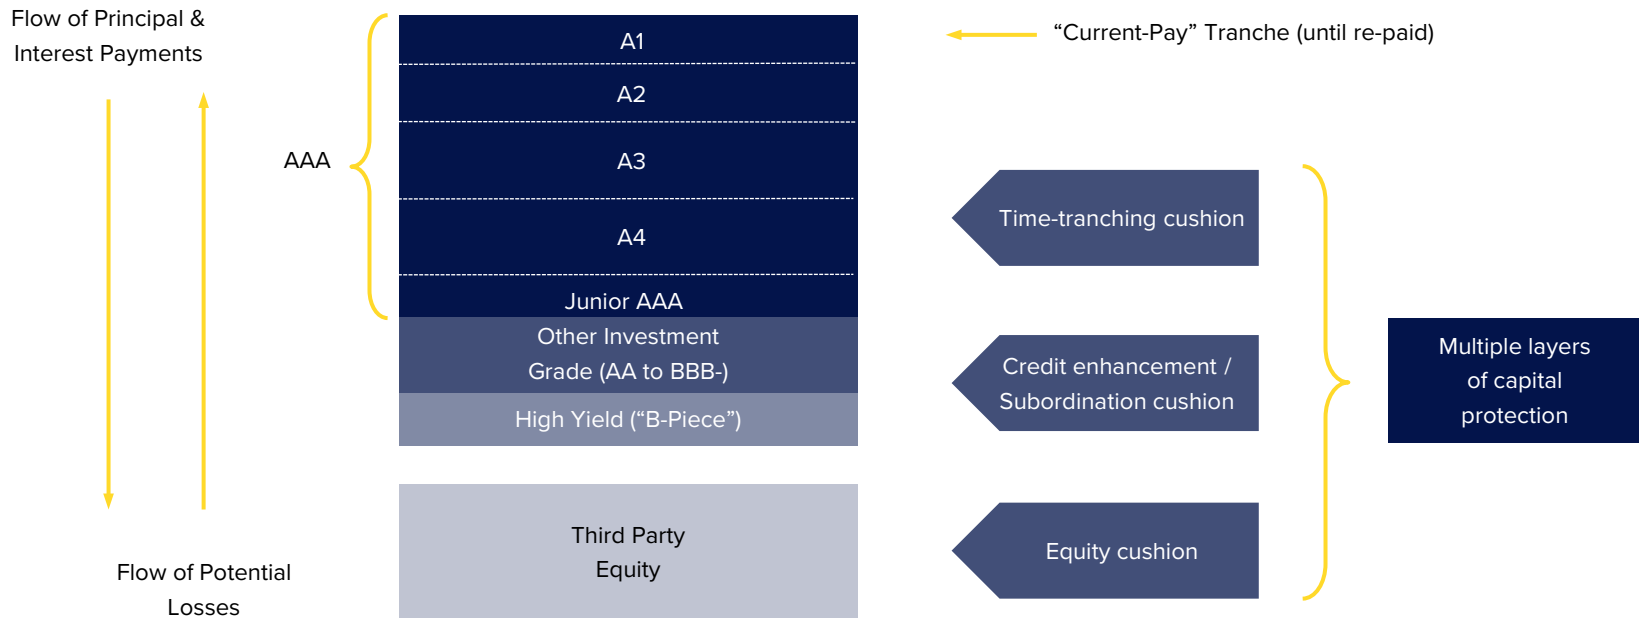 Flow of Principal &
Interest Payments
AAA
Flow of Potential
Losses
A1
A2
A3
A4
Junior AAA
Other Investment
Grade (AA to BBB-)
High Yield (“B-Piece”)
Third Party
Equity
“Current-Pay” Tranche (until re-paid)
Time-tranching cushion
Credit enhancement /
Subordination cushion
Equity cushion
Multiple layers
of capital
protection